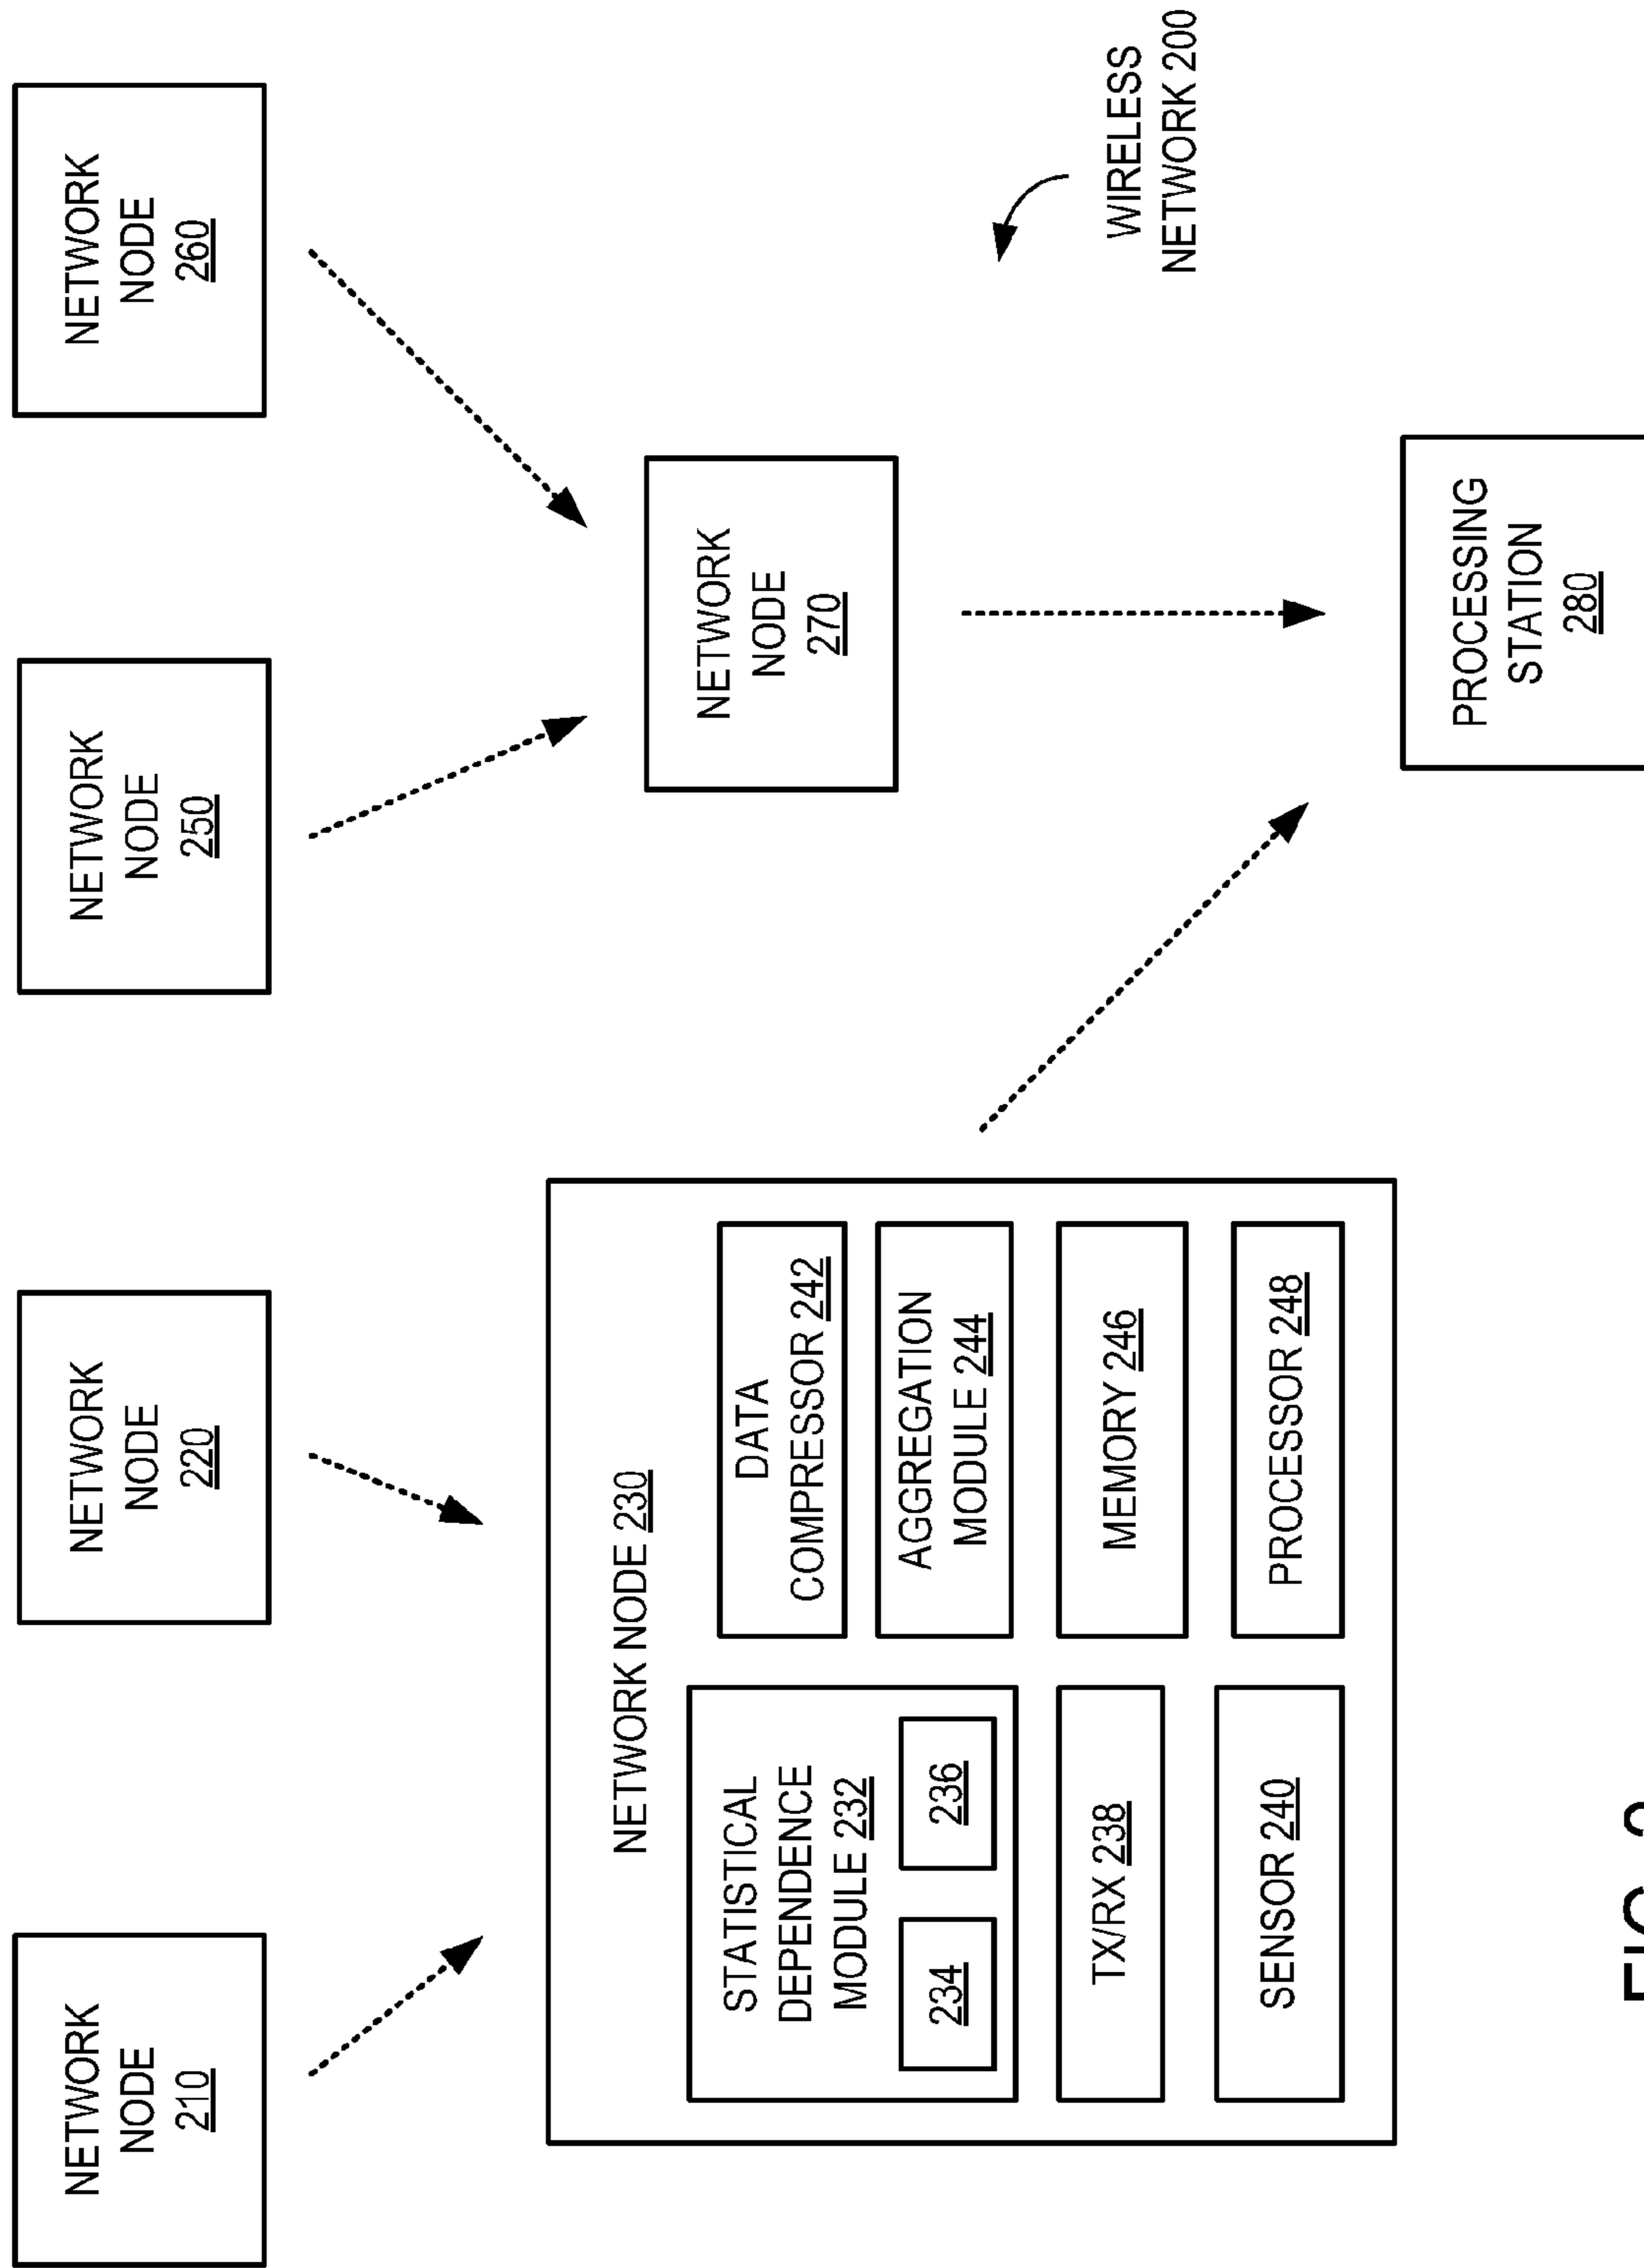 NETWORK
NODE
210
NETWORK
NODE
220
NETWORK
NODE
250
NETWORK
NODE
260
NETWORK NODE 230
STATISTICAL
DEPENDENCE
MODULE 232
234
236
TX/RX 238
SENSOR 240
DATA
COMPRESSOR 242
AGGREGATION
MODULE 244
MEMORY 246
PROCESSOR 248
NETWORK
NODE
270
WIRELESS
NETWORK 200
PROCESSING
STATION
280
FIG.